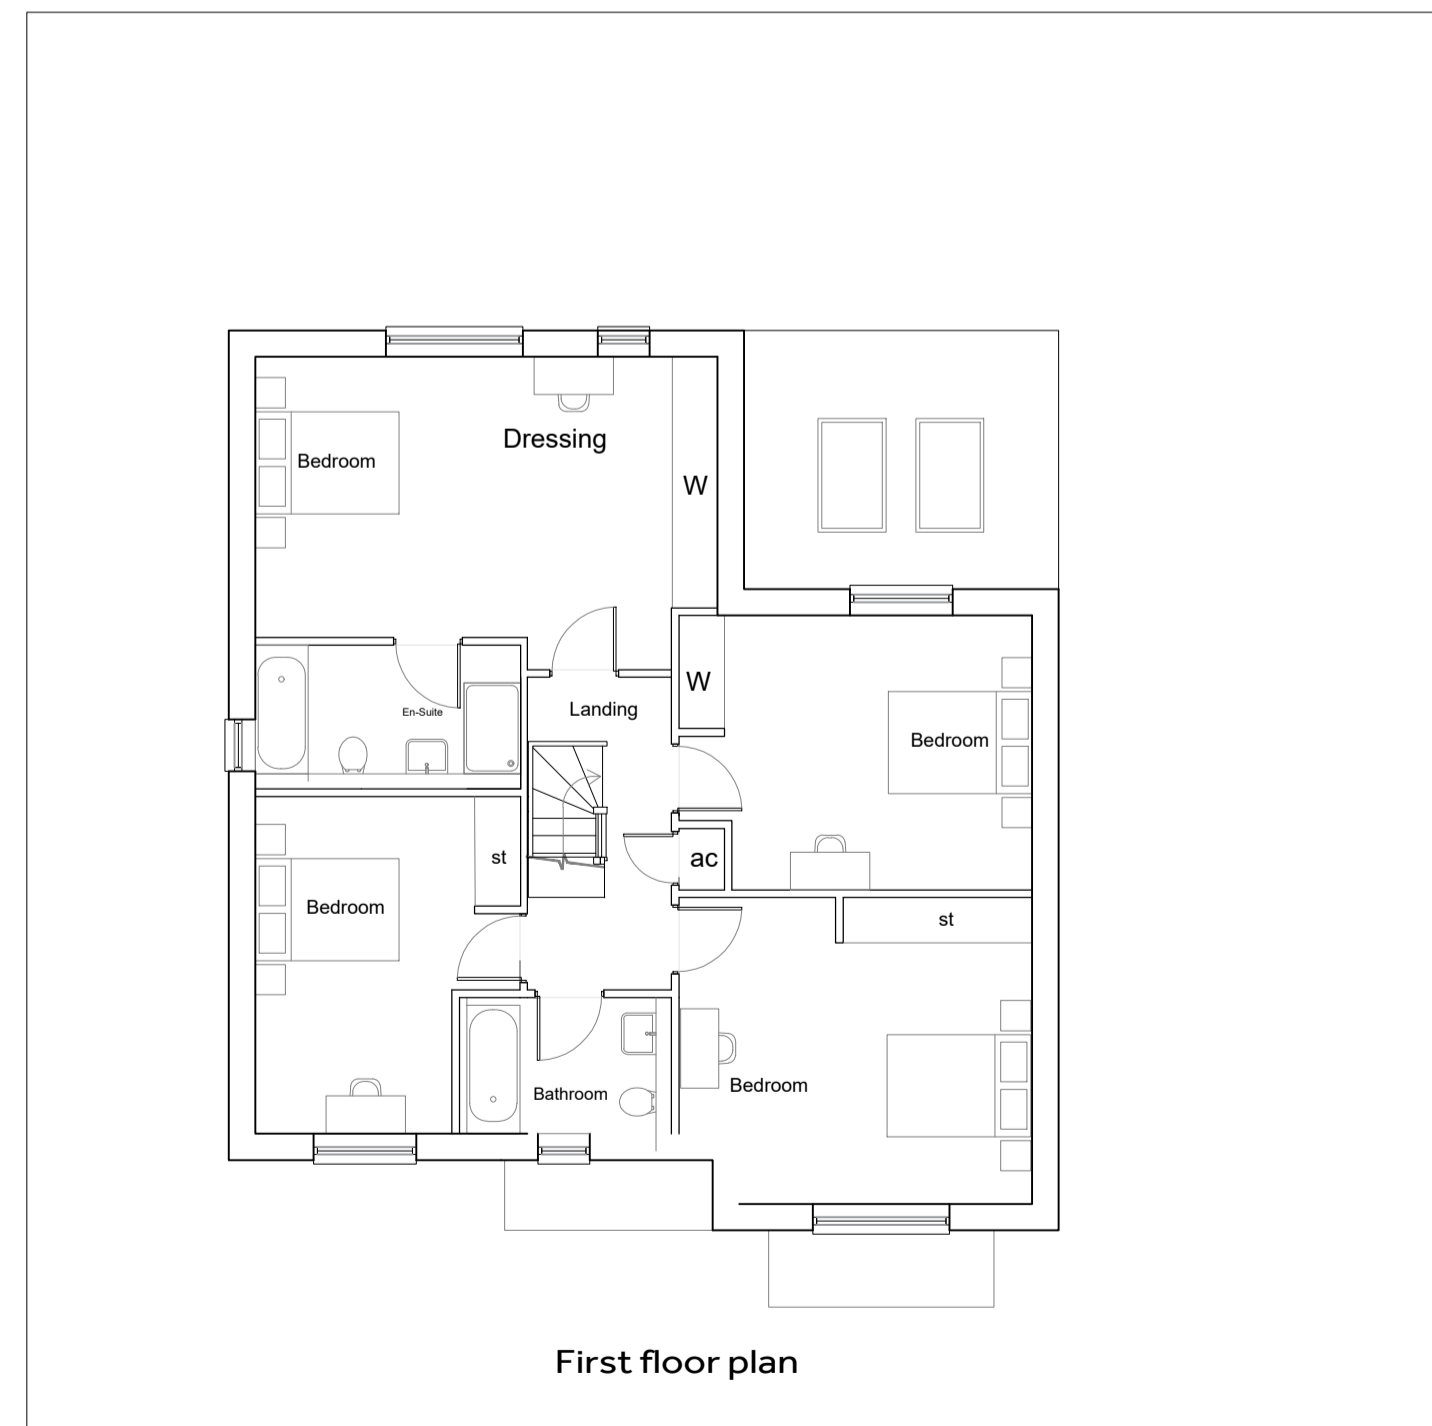 Dressing
Bedroom
W
W
En-Suite
Landing
Bedroom
st
ac
Bedroom
st
Bedroom
Bathroom
First floor plan